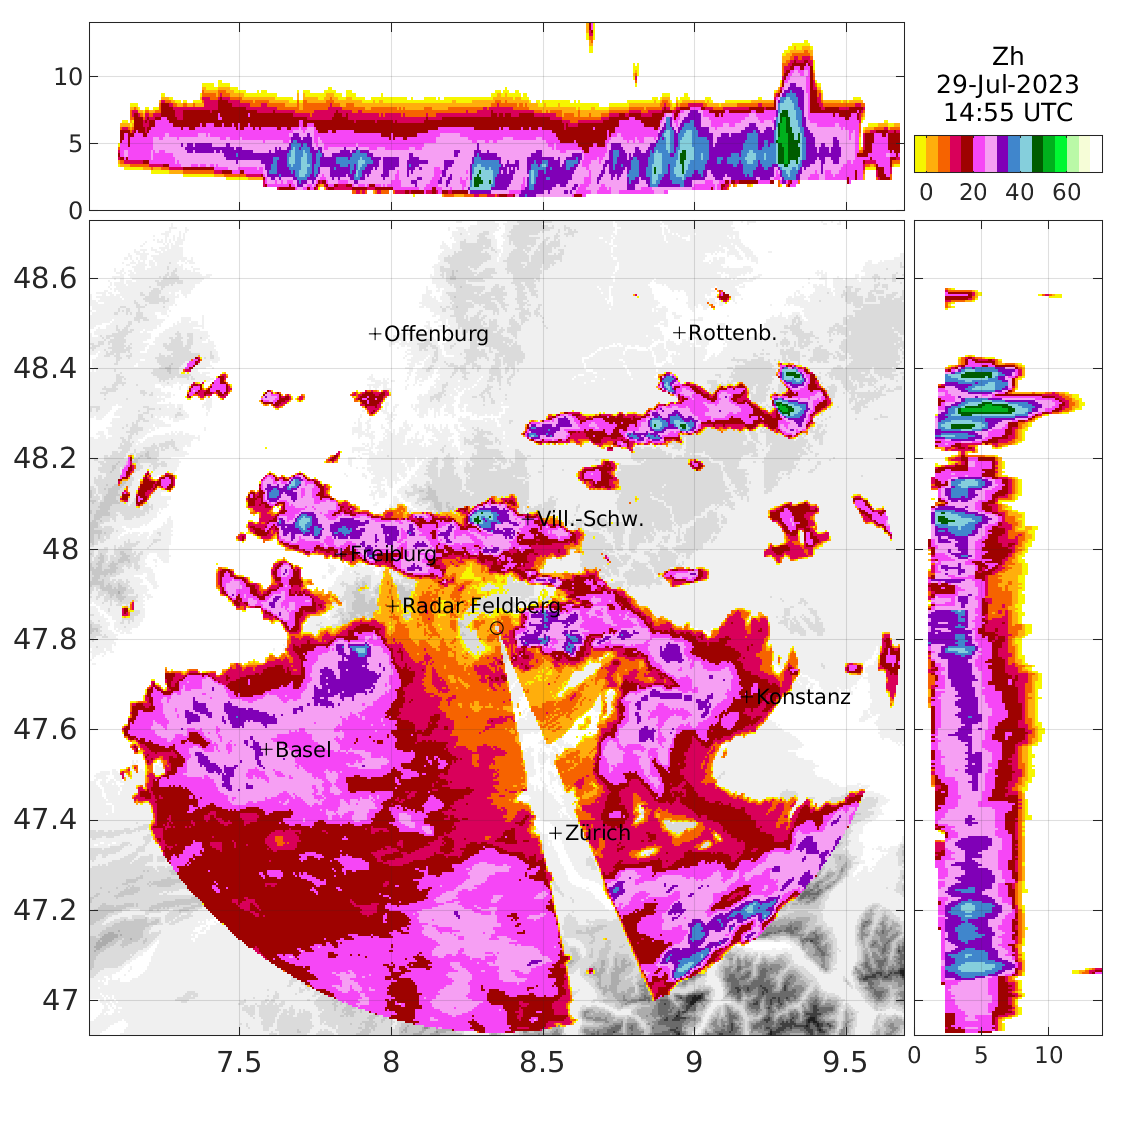 10
5
0
Zh
29-Jul-2023
14:55 UTC
0 20 40 60
48.6
48.4
48.2
48
47.8
47.6
47.4
47.2
47
+Offenburg
+Rottenb.
+Vill.-Schw.
+Freiburg
+Radar Feldberg
+Konstanz
+Basel
+Zürich
7.5 8 8.5 9 9.5
0 5 10